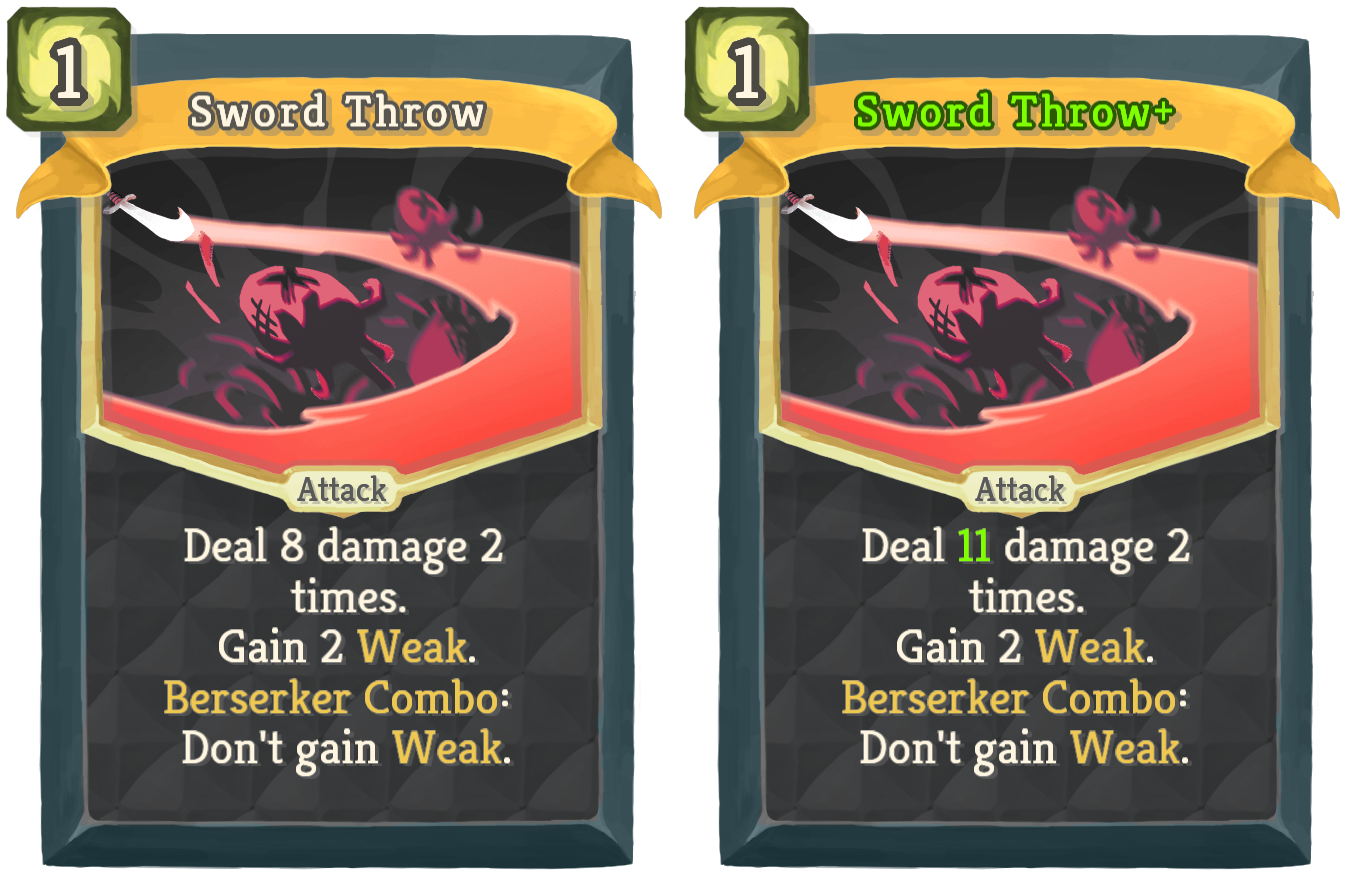 1
Sword Throw
Attack
Deal 8 damage 2
times.
Gain 2 Weak.
Berserker Combo:
Don't gain Weak.
1
Sword Throw+
Attack
Deal 11 damage 2
times.
Gain 2 Weak.
Berserker Combo:
Don't gain Weak.